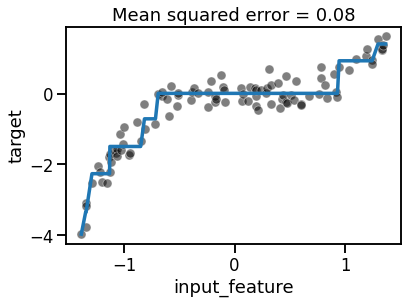 Mean squared error = 0.08
target
0
−2
−4
−1
0
1
input_feature